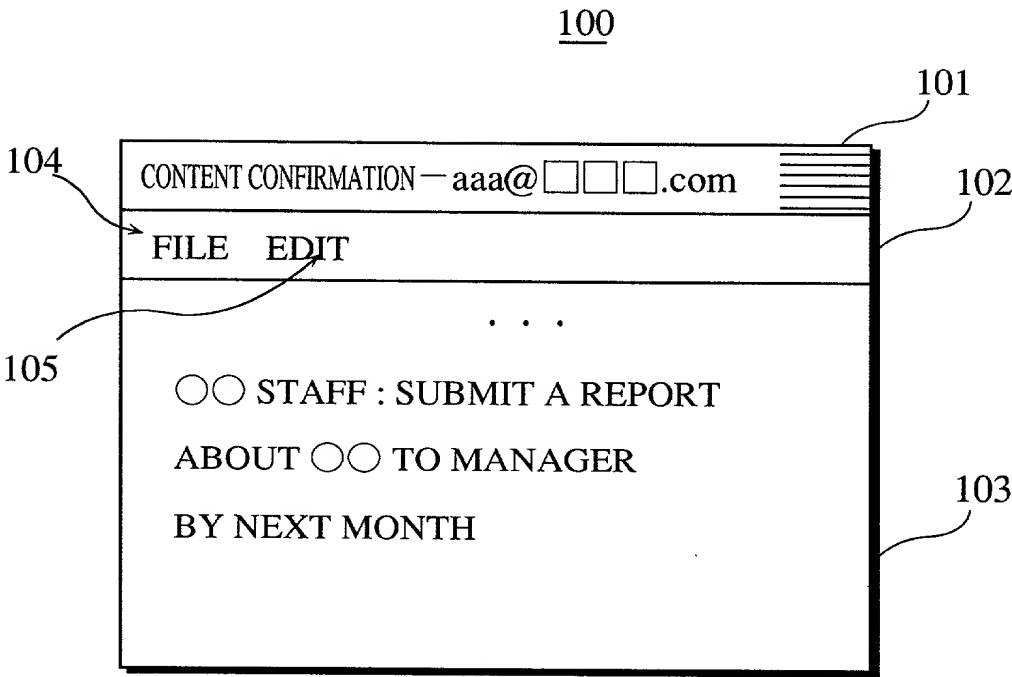 100
101
CONTENT CONFIRMATION — aaa@□□□.com
102
104
FILE EDIT
. . .
105
○○ STAFF : SUBMIT A REPORT
ABOUT ○○ TO MANAGER
103
BY NEXT MONTH